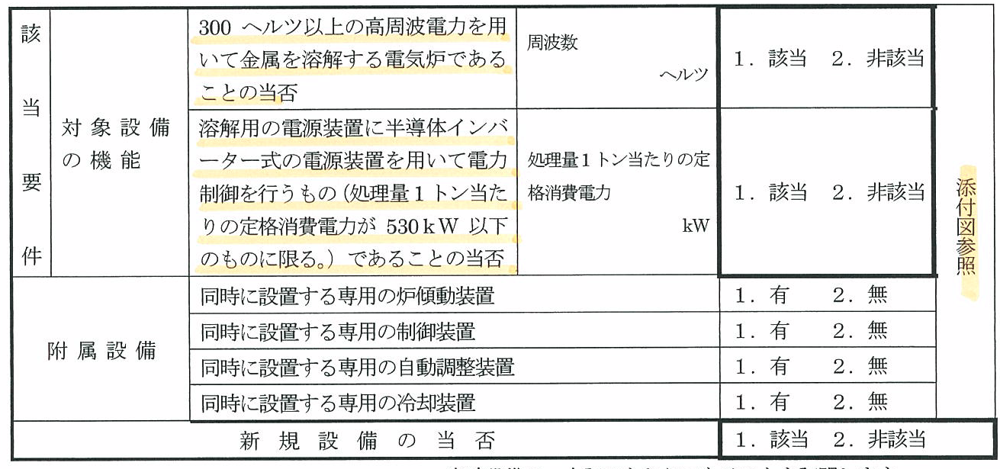 該
当
要
件
対象設備
の機能
300 ヘルツ以上の高周波電力を用
いて金属を溶解する電気炉である
ことの当否
周波数
ヘルツ
1．該当　2．非該当
溶解用の電源装置に半導体インバ
ーター式の電源装置を用いて電力
制御を行うもの（処理量1トン当た
りの定格消費電力が 530kW 以下
のものに限る。）であることの当否
処理量1トン当たりの定
格消費電力
kW
1．該当　2．非該当
添付図参照
附属設備
同時に設置する専用の炉傾動装置
1．有　2．無
同時に設置する専用の制御装置
1．有　2．無
同時に設置する専用の自動調整装置
1．有　2．無
同時に設置する専用の冷却装置
1．有　2．無
新規設備の当否
1．該当　2．非該当